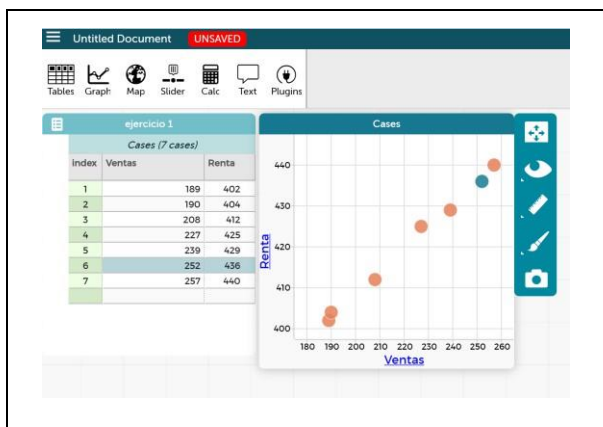 Untitled Document UNSAVED
Tables Graph Map Slider Calc Text Plugins
ejercicio 1
Cases (7 cases)
index Ventas Renta
1 189 402
2 190 404
3 208 412
4 227 425
5 239 429
6 252 436
7 257 440
Cases
440
430
420
410
400
Renta
180 190 200 210 220 230 240 250 260
Ventas